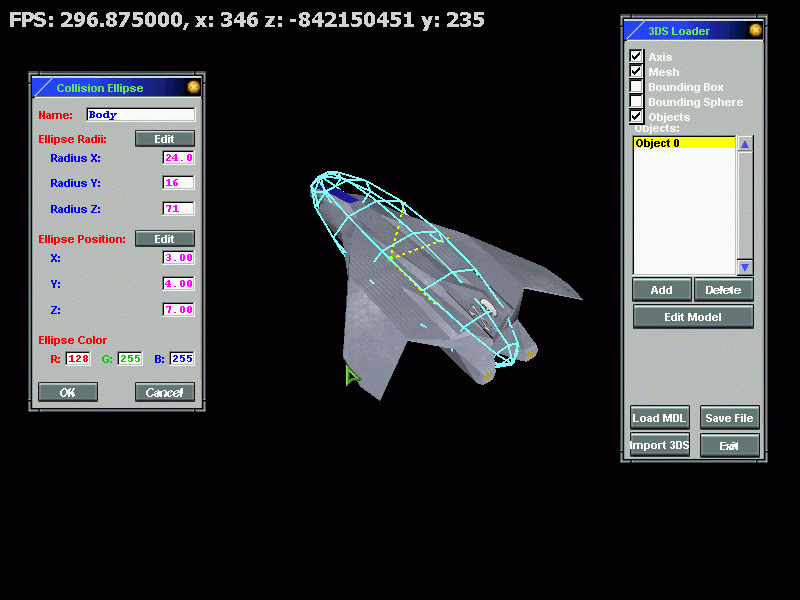 FPS: 296.875000, x: 346 z: -842150451 y: 235
Collision Ellipse
Name: Body
Ellipse Radii: Edit
Radius X: 24.0
Radius Y: 16
Radius Z: 71
Ellipse Position: Edit
X: 3.00
Y: 4.00
Z: 7.00
Ellipse Color
R: 128 G: 255 B: 255
OK Cancel
3DS Loader
Axis
Mesh
Bounding Box
Bounding Sphere
Objects
Objects:
Object 0
Add Delete
Edit Model
Load MDL Save File
Import 3DS Exit